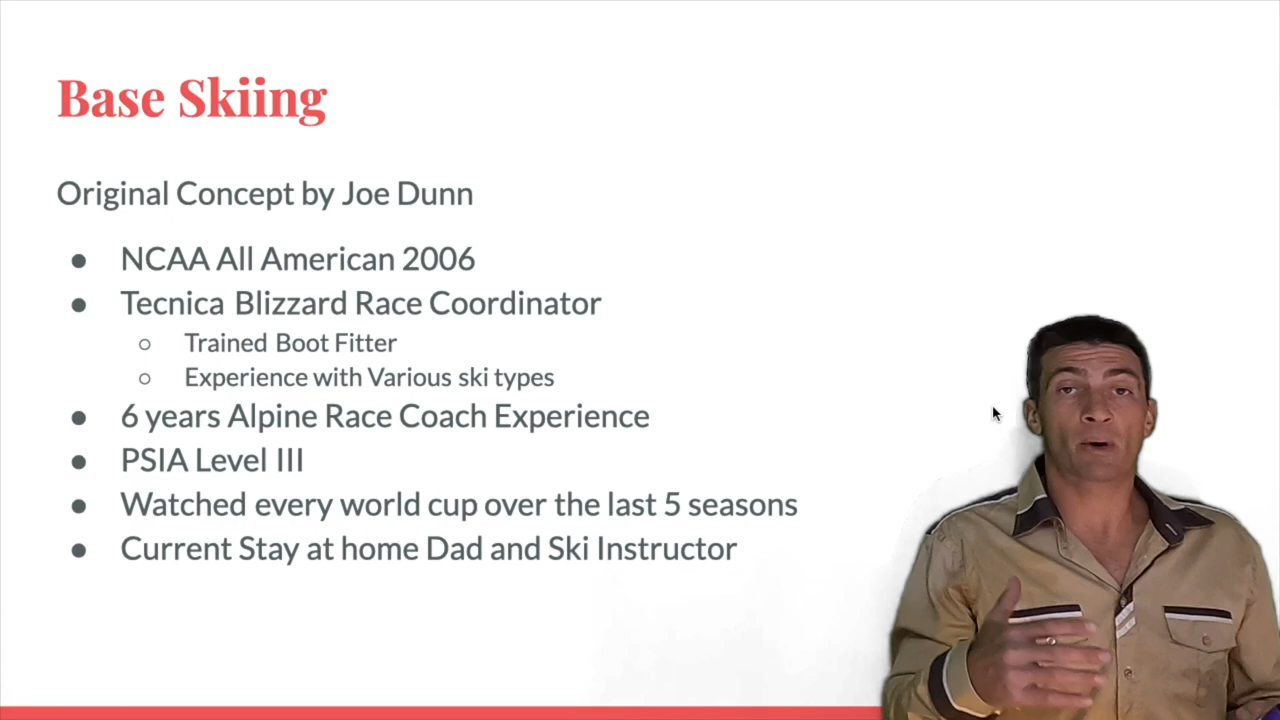 Base Skiing
Original Concept by Joe Dunn
● NCAA All American 2006
● Tecnica Blizzard Race Coordinator
○ Trained Boot Fitter
○ Experience with Various ski types
● 6 years Alpine Race Coach Experience
● PSIA Level III
● Watched every world cup over the last 5 seasons
● Current Stay at home Dad and Ski Instructor